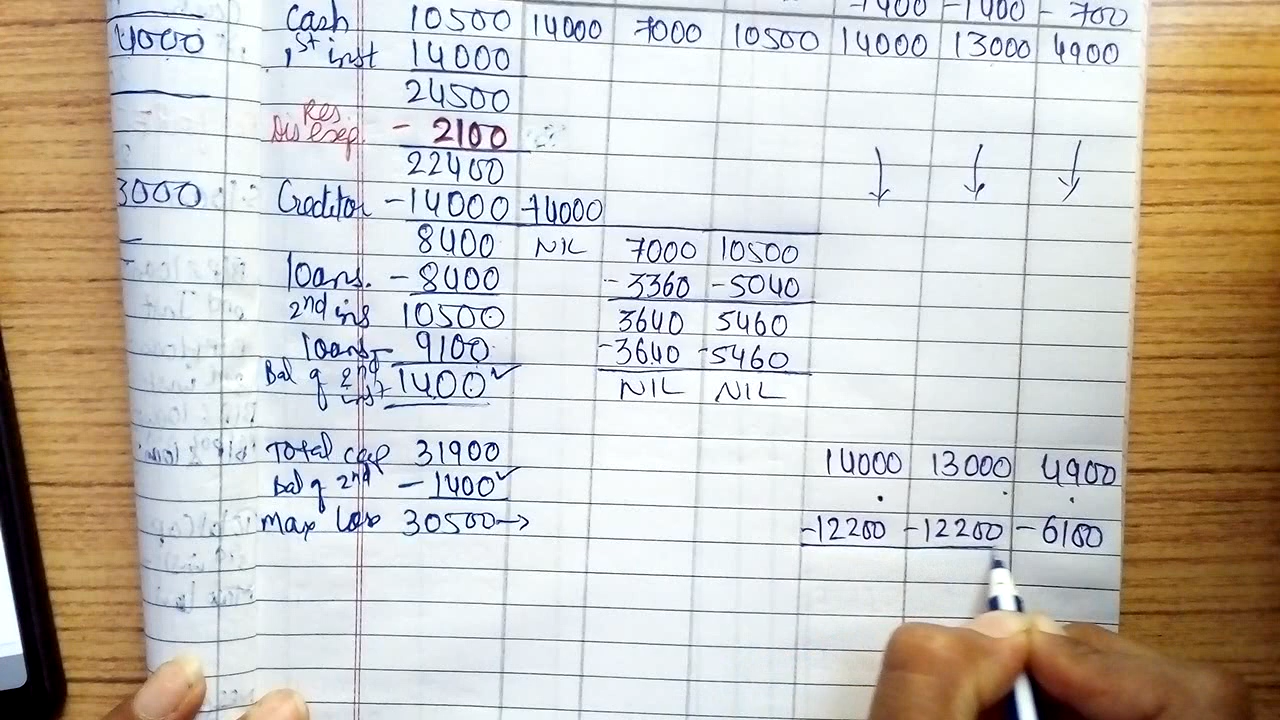 -1400 -1400 - 700
Cash 10500 14000 7000 10500 14000 13000 4900
4000 1st inst 14000
24500
Res
Dis exp. - 2100
22400
3000 Creditor -14000 -14000
8400 NIL 7000 10500
loans. - 8400 -3360 -5040
2nd ins 10500 3640 5460
loans - 9100 -3640 -5460
Bal of 2nd inst 1400 NIL NIL
Total cap 31900 14000 13000 4900
Bal of 2nd - 1400
Max Loss 30500→ -12200 -12200 - 6100